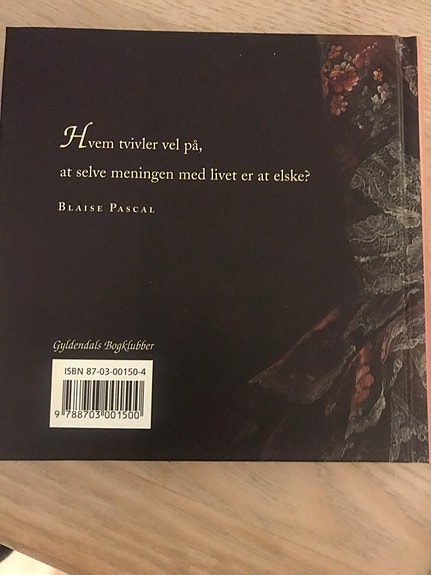 Hvem tvivler vel på,
at selve meningen med livet er at elske?
BLAISE PASCAL
Gyldendals Bogklubber
ISBN 87-03-00150-4
9 788703 001500